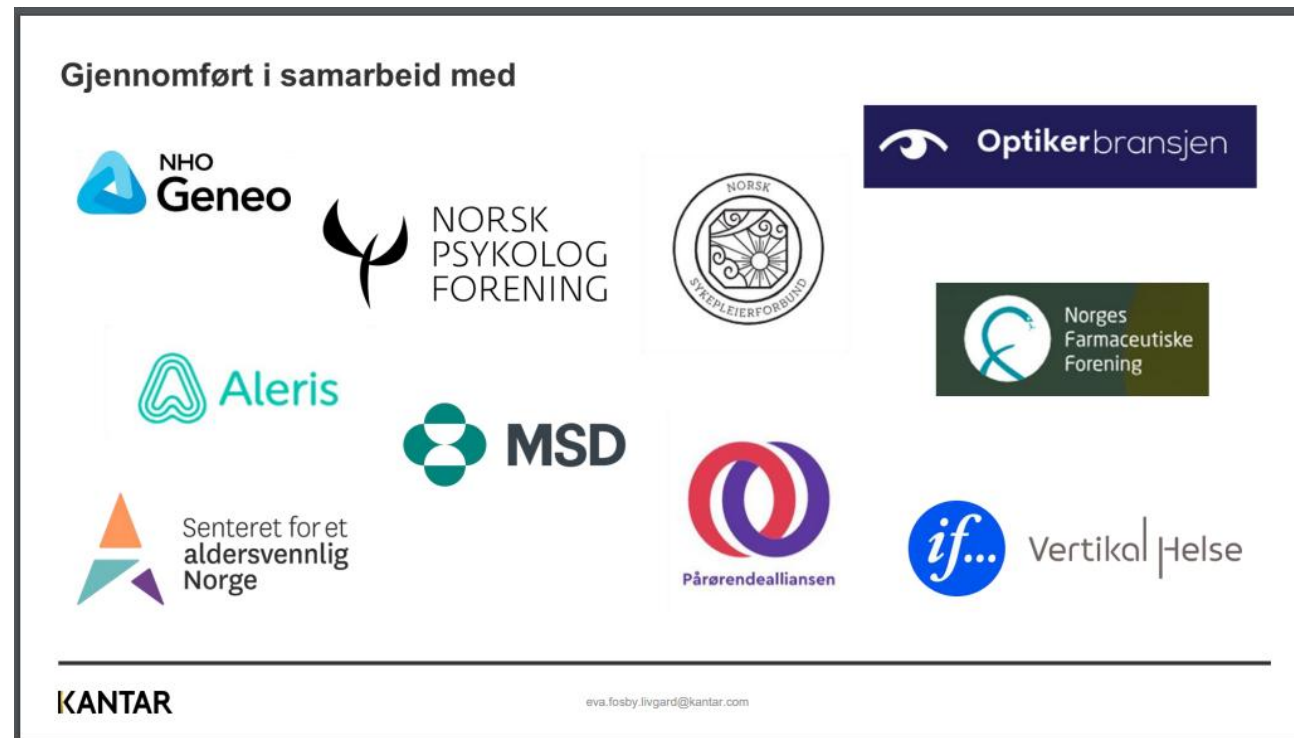 Gjennomført i samarbeid med
NHO
Geneo
NORSK
PSYKOLOG
FORENING
NORSK
SYKEPLEIERFORBUND
Optikerbransjen
Norges
Farmaceutiske
Forening
Aleris
MSD
Senteret for et
aldersvennlig
Norge
Pårørendealliansen
if...
Vertikal Helse
KANTAR
eva.fosby.livgard@kantar.com